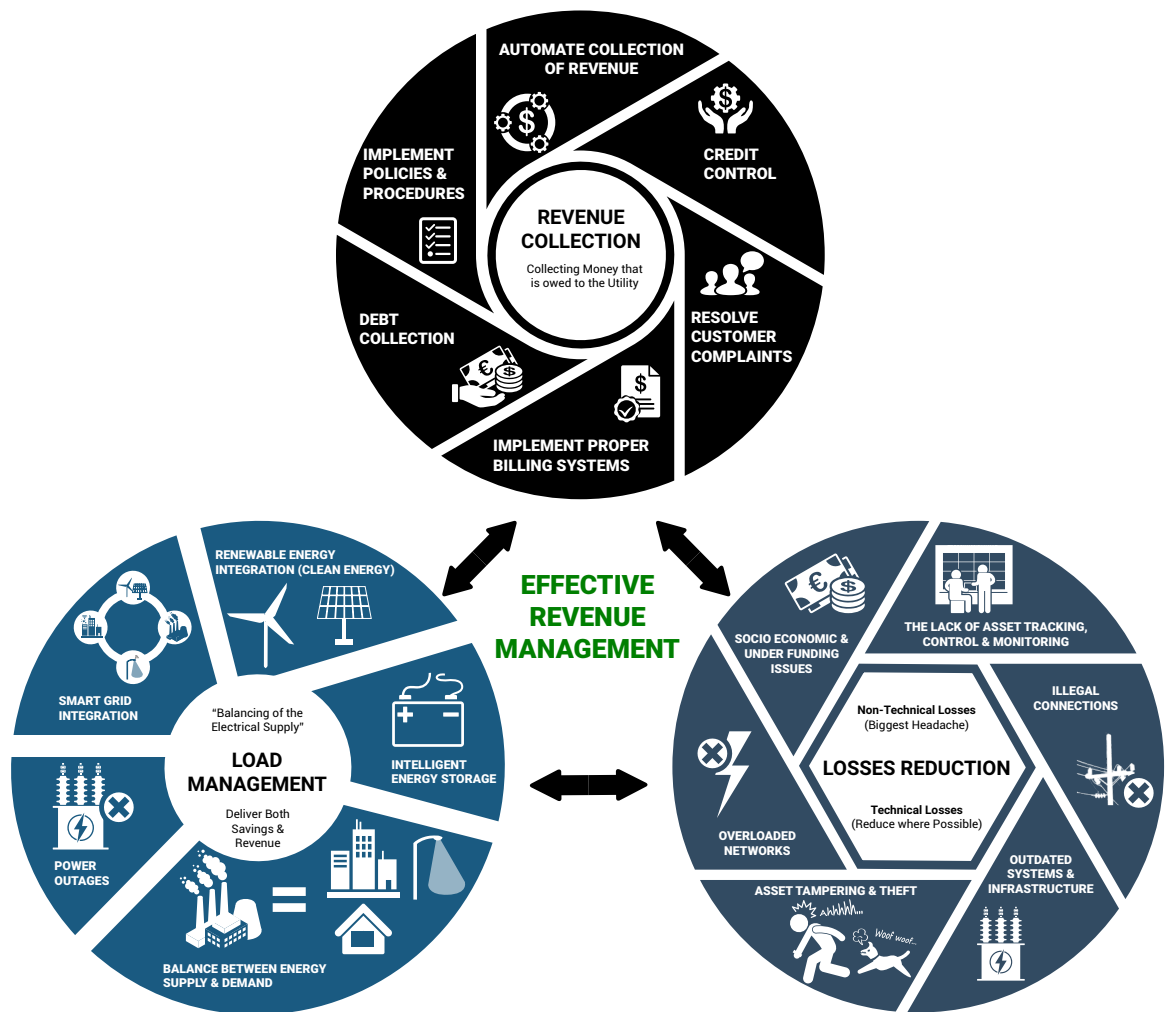 AUTOMATE COLLECTION
OF REVENUE
CREDIT
CONTROL
IMPLEMENT
POLICIES &
PROCEDURES
$
$
REVENUE
COLLECTION
Collecting Money that
is owed to the Utility
RESOLVE
CUSTOMER
COMPLAINTS
DEBT
COLLECTION
€
$
$
IMPLEMENT PROPER
BILLING SYSTEMS
EFFECTIVE
REVENUE
MANAGEMENT
RENEWABLE ENERGY
INTEGRATION (CLEAN ENERGY)
SMART GRID
INTEGRATION
INTELLIGENT
ENERGY STORAGE
"Balancing of the
Electrical Supply"
LOAD
MANAGEMENT
Deliver Both
Savings &
Revenue
POWER
OUTAGES
BALANCE BETWEEN ENERGY
SUPPLY & DEMAND
€
$
SOCIO ECONOMIC &
UNDER FUNDING
ISSUES
THE LACK OF ASSET TRACKING,
CONTROL & MONITORING
ILLEGAL
CONNECTIONS
Non-Technical Losses
(Biggest Headache)
LOSSES REDUCTION
Technical Losses
(Reduce where Possible)
OVERLOADED
NETWORKS
OUTDATED
SYSTEMS &
INFRASTRUCTURE
ASSET TAMPERING & THEFT
Ahhhhh...
Woof woof...